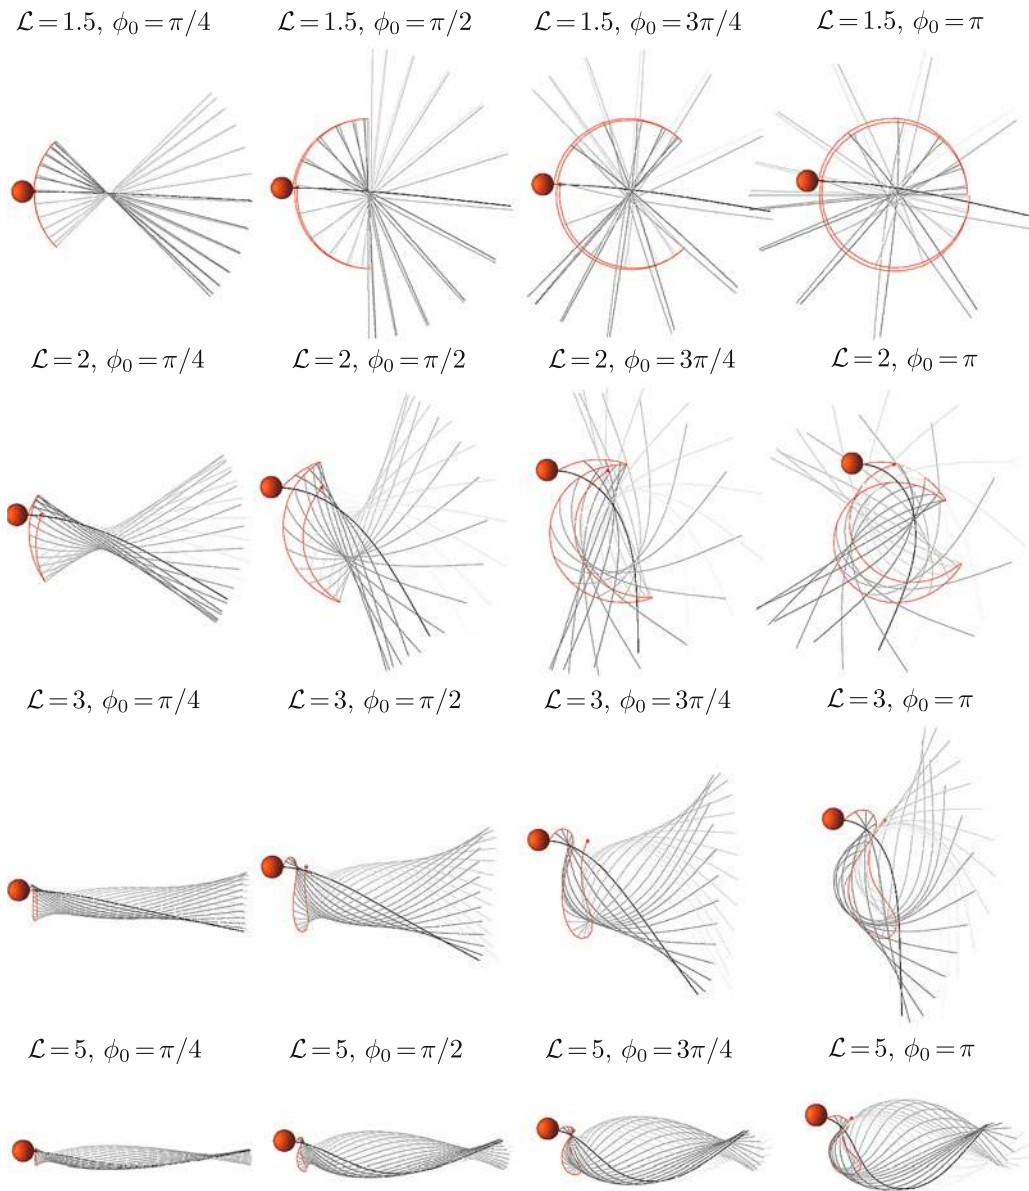 ℒ=1.5, ϕ₀=π/4
ℒ=1.5, ϕ₀=π/2
ℒ=1.5, ϕ₀=3π/4
ℒ=1.5, ϕ₀=π
ℒ=2, ϕ₀=π/4
ℒ=2, ϕ₀=π/2
ℒ=2, ϕ₀=3π/4
ℒ=2, ϕ₀=π
ℒ=3, ϕ₀=π/4
ℒ=3, ϕ₀=π/2
ℒ=3, ϕ₀=3π/4
ℒ=3, ϕ₀=π
ℒ=5, ϕ₀=π/4
ℒ=5, ϕ₀=π/2
ℒ=5, ϕ₀=3π/4
ℒ=5, ϕ₀=π